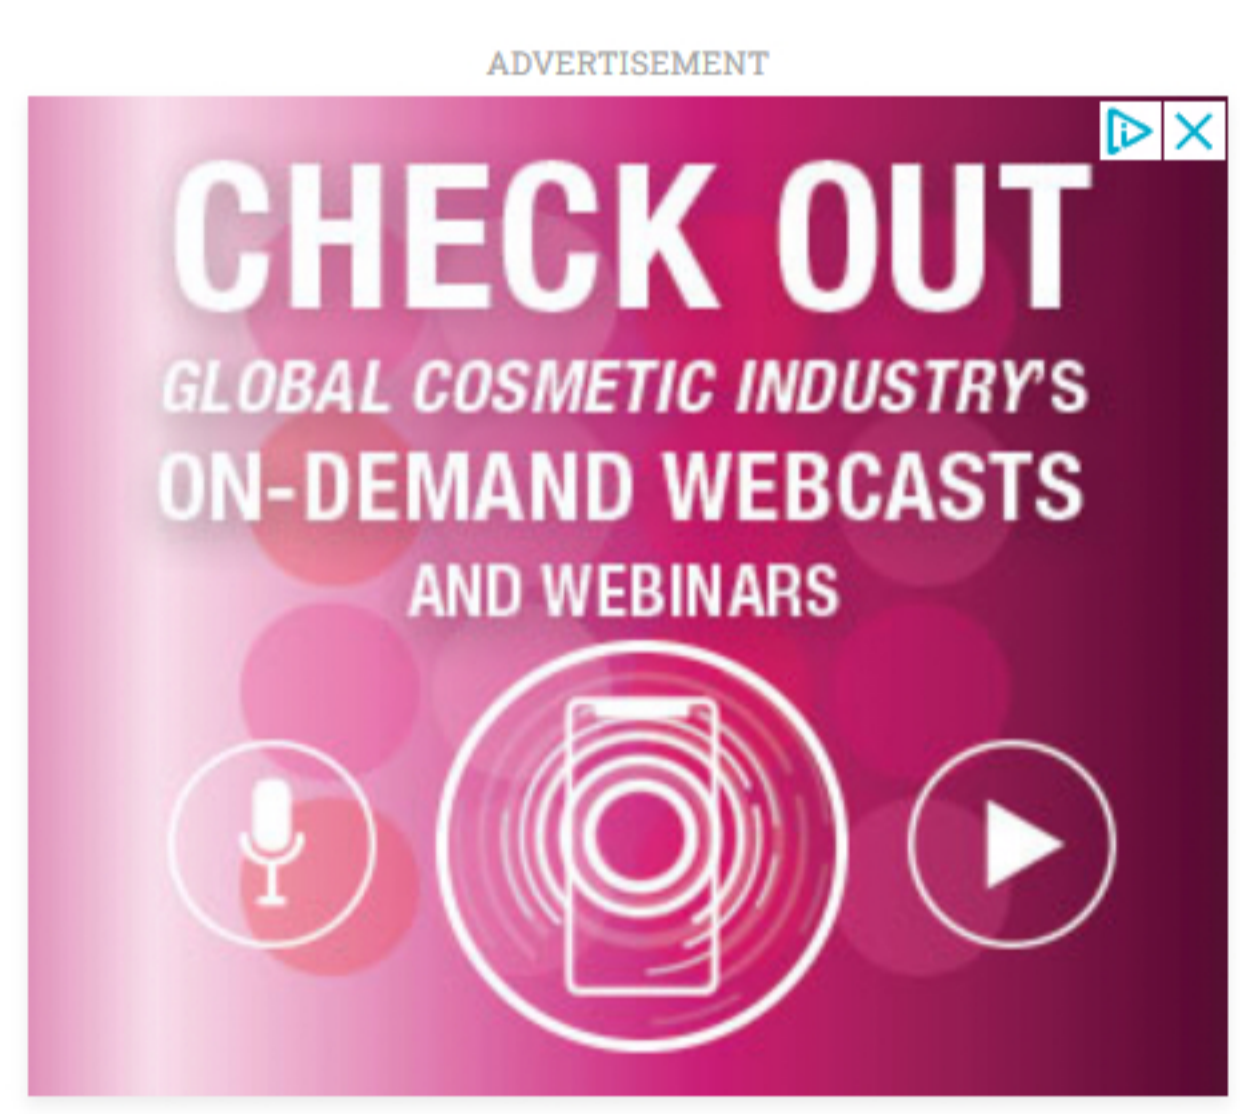 ADVERTISEMENT
CHECK OUT
GLOBAL COSMETIC INDUSTRY'S
ON-DEMAND WEBCASTS
AND WEBINARS